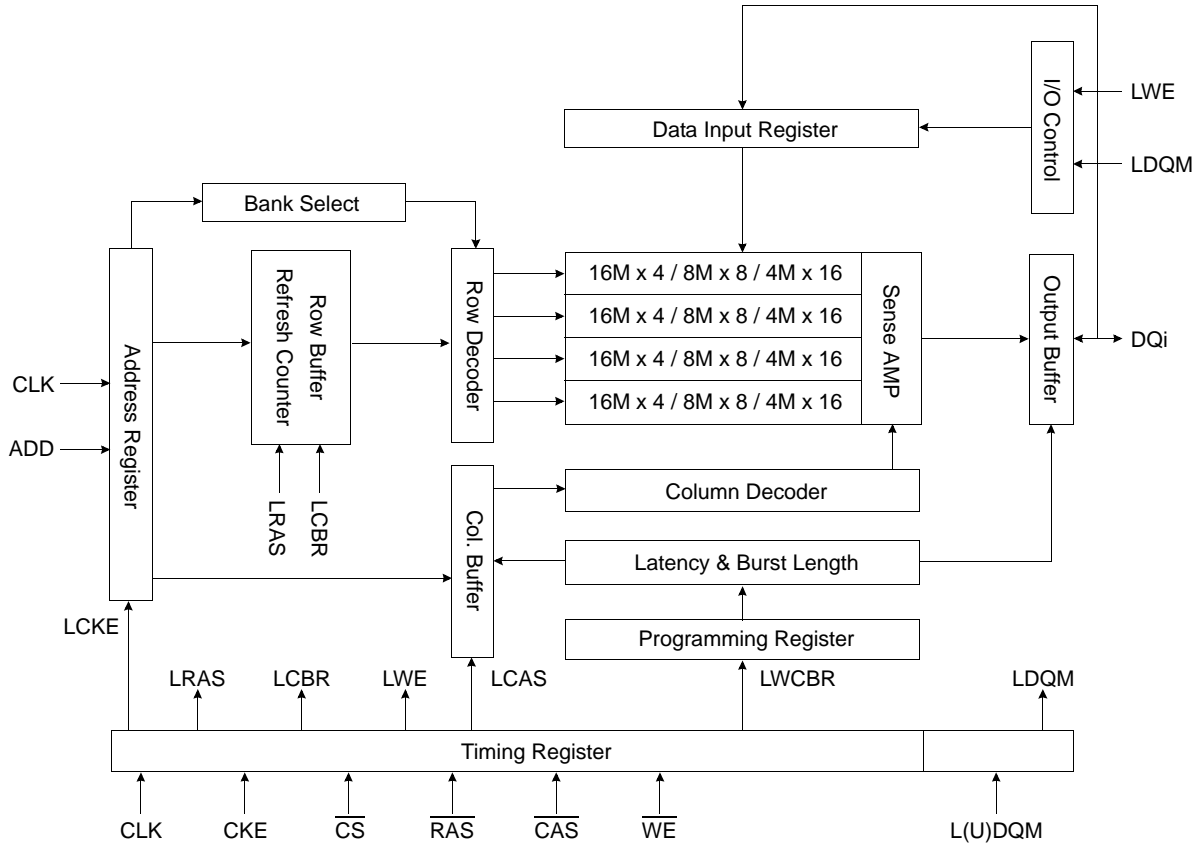 I/O Control
LWE
LDQM
Data Input Register
Bank Select
Address Register
CLK
ADD
Refresh Counter
Row Buffer
LRAS
LCBR
Row Decoder
16M x 4 / 8M x 8 / 4M x 16
16M x 4 / 8M x 8 / 4M x 16
16M x 4 / 8M x 8 / 4M x 16
16M x 4 / 8M x 8 / 4M x 16
Sense AMP
Output Buffer
DQi
Col. Buffer
Column Decoder
Latency & Burst Length
Programming Register
LCKE
LRAS
LCBR
LWE
LCAS
LWCBR
LDQM
Timing Register
CLK
CKE
CS
RAS
CAS
WE
L(U)DQM